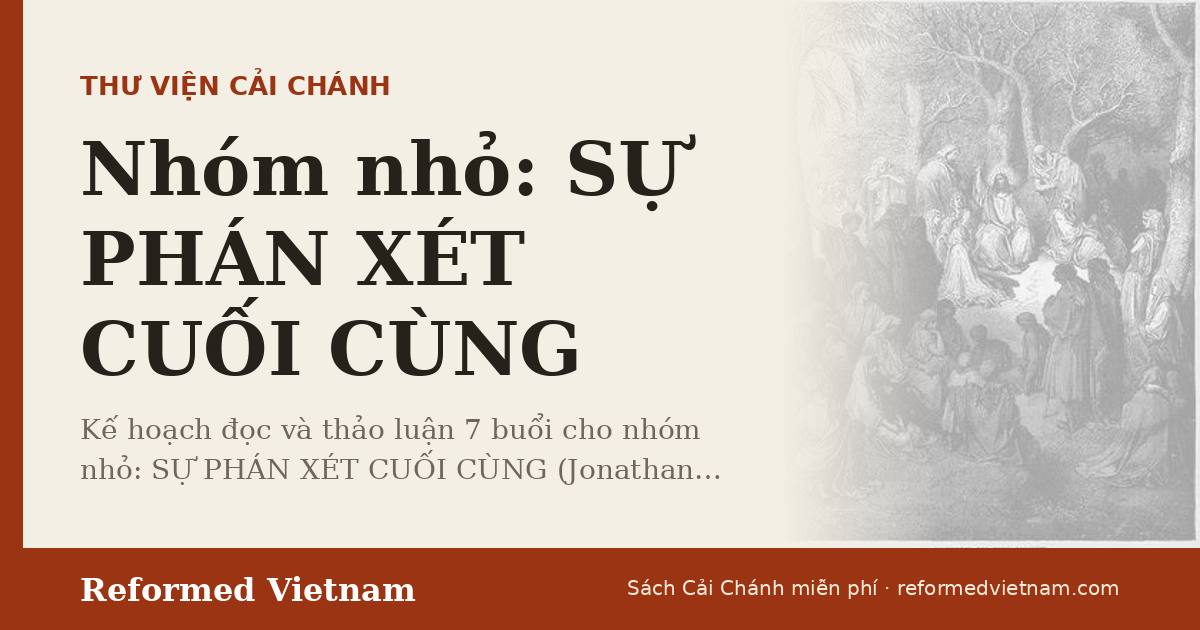 THƯ VIỆN CẢI CHÁNH
Nhóm nhỏ: SỰ
PHÁN XÉT
CUỐI CÙNG
Kế hoạch đọc và thảo luận 7 buổi cho nhóm
nhỏ: SỰ PHÁN XÉT CUỐI CÙNG (Jonathan…
Reformed Vietnam
Sách Cải Chánh miễn phí · reformedvietnam.com